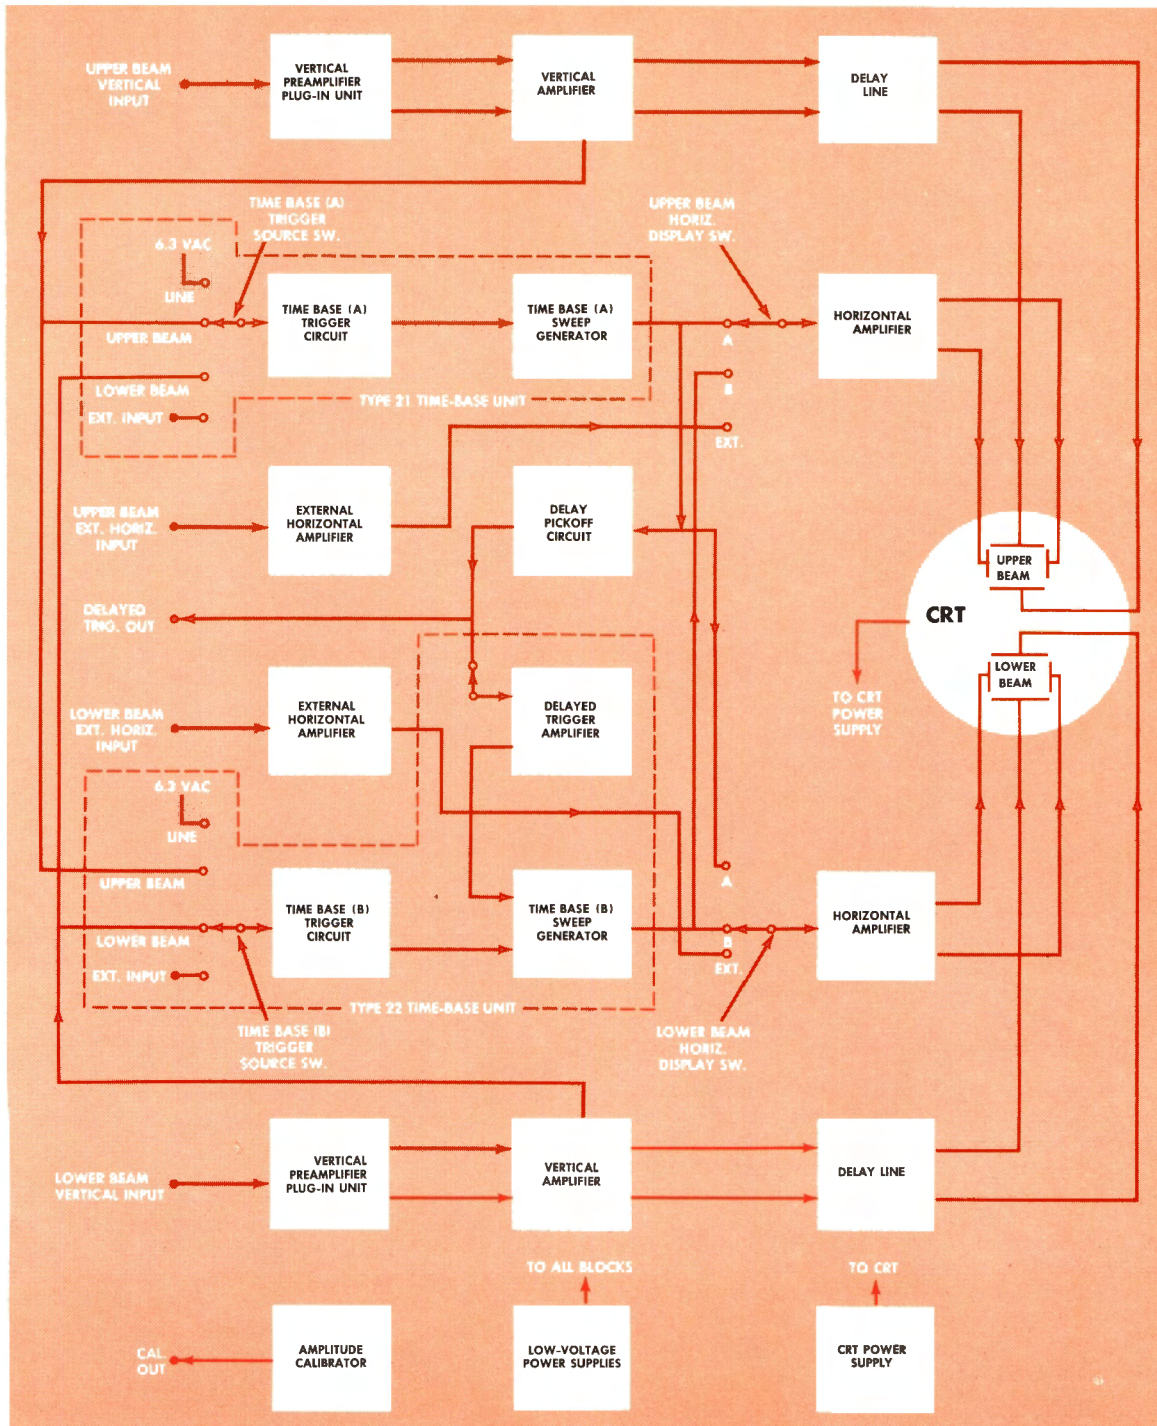 UPPER BEAM
VERTICAL
INPUT
VERTICAL
PREAMPLIFIER
PLUG-IN UNIT
VERTICAL
AMPLIFIER
DELAY
LINE
TIME BASE (A)
TRIGGER
SOURCE SW.
UPPER BEAM
HORIZ.
DISPLAY SW.
6.3 VAC
LINE
UPPER BEAM
LOWER BEAM
EXT. INPUT
TIME BASE (A)
TRIGGER
CIRCUIT
TIME BASE (A)
SWEEP
GENERATOR
TYPE 21 TIME-BASE UNIT
A
B
EXT.
HORIZONTAL
AMPLIFIER
UPPER BEAM
EXT. HORIZ.
INPUT
EXTERNAL
HORIZONTAL
AMPLIFIER
DELAY
PICKOFF
CIRCUIT
UPPER
BEAM
CRT
LOWER
BEAM
DELAYED
TRIG. OUT
TO CRT
POWER
SUPPLY
LOWER BEAM
EXT. HORIZ.
INPUT
EXTERNAL
HORIZONTAL
AMPLIFIER
DELAYED
TRIGGER
AMPLIFIER
6.3 VAC
LINE
UPPER BEAM
LOWER BEAM
EXT. INPUT
TIME BASE (B)
TRIGGER
CIRCUIT
TIME BASE (B)
SWEEP
GENERATOR
A
B
EXT.
HORIZONTAL
AMPLIFIER
TYPE 22 TIME-BASE UNIT
TIME BASE (B)
TRIGGER
SOURCE SW.
LOWER BEAM
HORIZ.
DISPLAY SW.
LOWER BEAM
VERTICAL INPUT
VERTICAL
PREAMPLIFIER
PLUG-IN UNIT
VERTICAL
AMPLIFIER
DELAY LINE
TO ALL BLOCKS
TO CRT
CAL.
OUT
AMPLITUDE
CALIBRATOR
LOW-VOLTAGE
POWER SUPPLIES
CRT POWER
SUPPLY